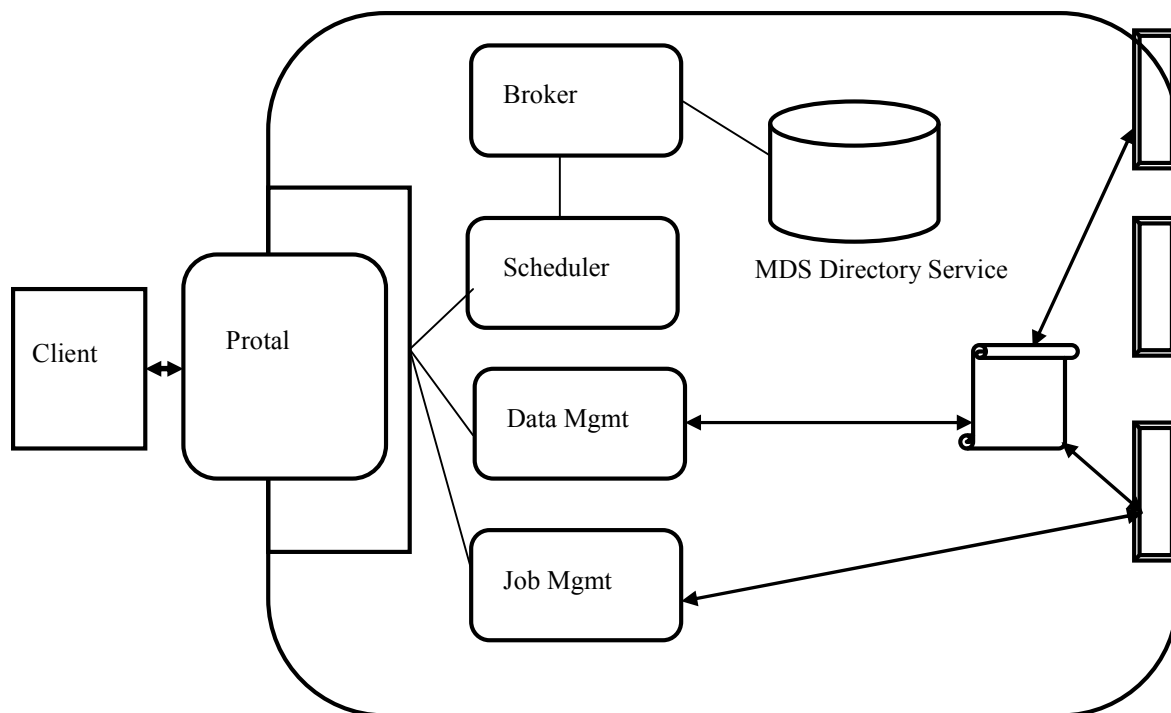 Broker
Scheduler
MDS Directory Service
Client
Protal
Data Mgmt
Job Mgmt